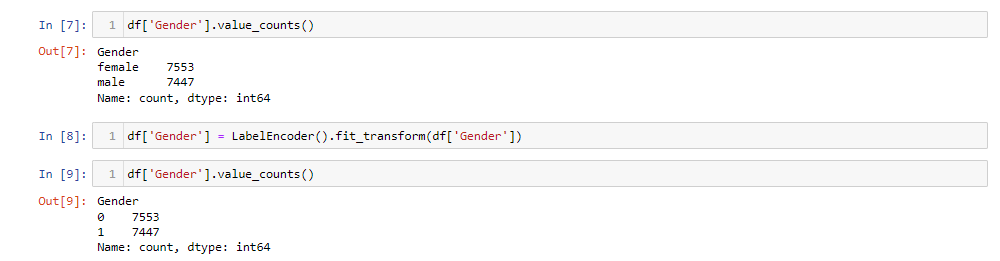 In [7]: 1 df['Gender'].value_counts()
Out[7]: Gender
female    7553
male      7447
Name: count, dtype: int64
In [8]: 1 df['Gender'] = LabelEncoder().fit_transform(df['Gender'])
In [9]: 1 df['Gender'].value_counts()
Out[9]: Gender
0    7553
1    7447
Name: count, dtype: int64